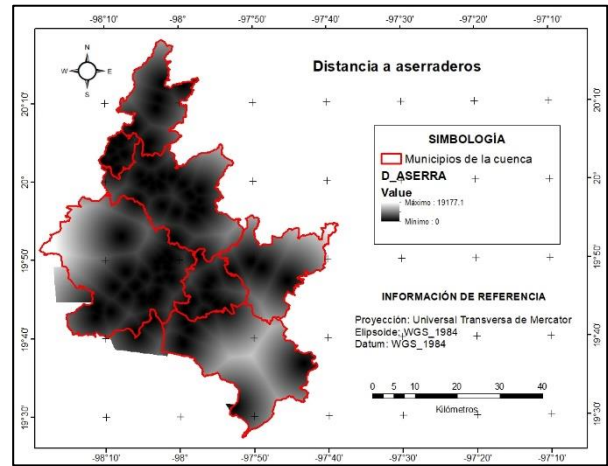 -98°10' -98° -97°50' -97°40' -97°30' -97°20' -97°10'
N
W E
S
Distancia a aserraderos
20°10' 20°10'
SIMBOLOGÍA
Municipios de la cuenca
D_ASERRA
Value
Máximo : 19177.1
Mínimo : 0
20° 20°
19°50' 19°50'
INFORMACIÓN DE REFERENCIA
Proyección: Universal Transversa de Mercator
Elipsoide: WGS_1984
Datum: WGS_1984
19°40' 19°40'
0 5 10 20 30 40
Kilómetros
19°30' 19°30'
-98°10' -98° -97°50' -97°40' -97°30' -97°20' -97°10'